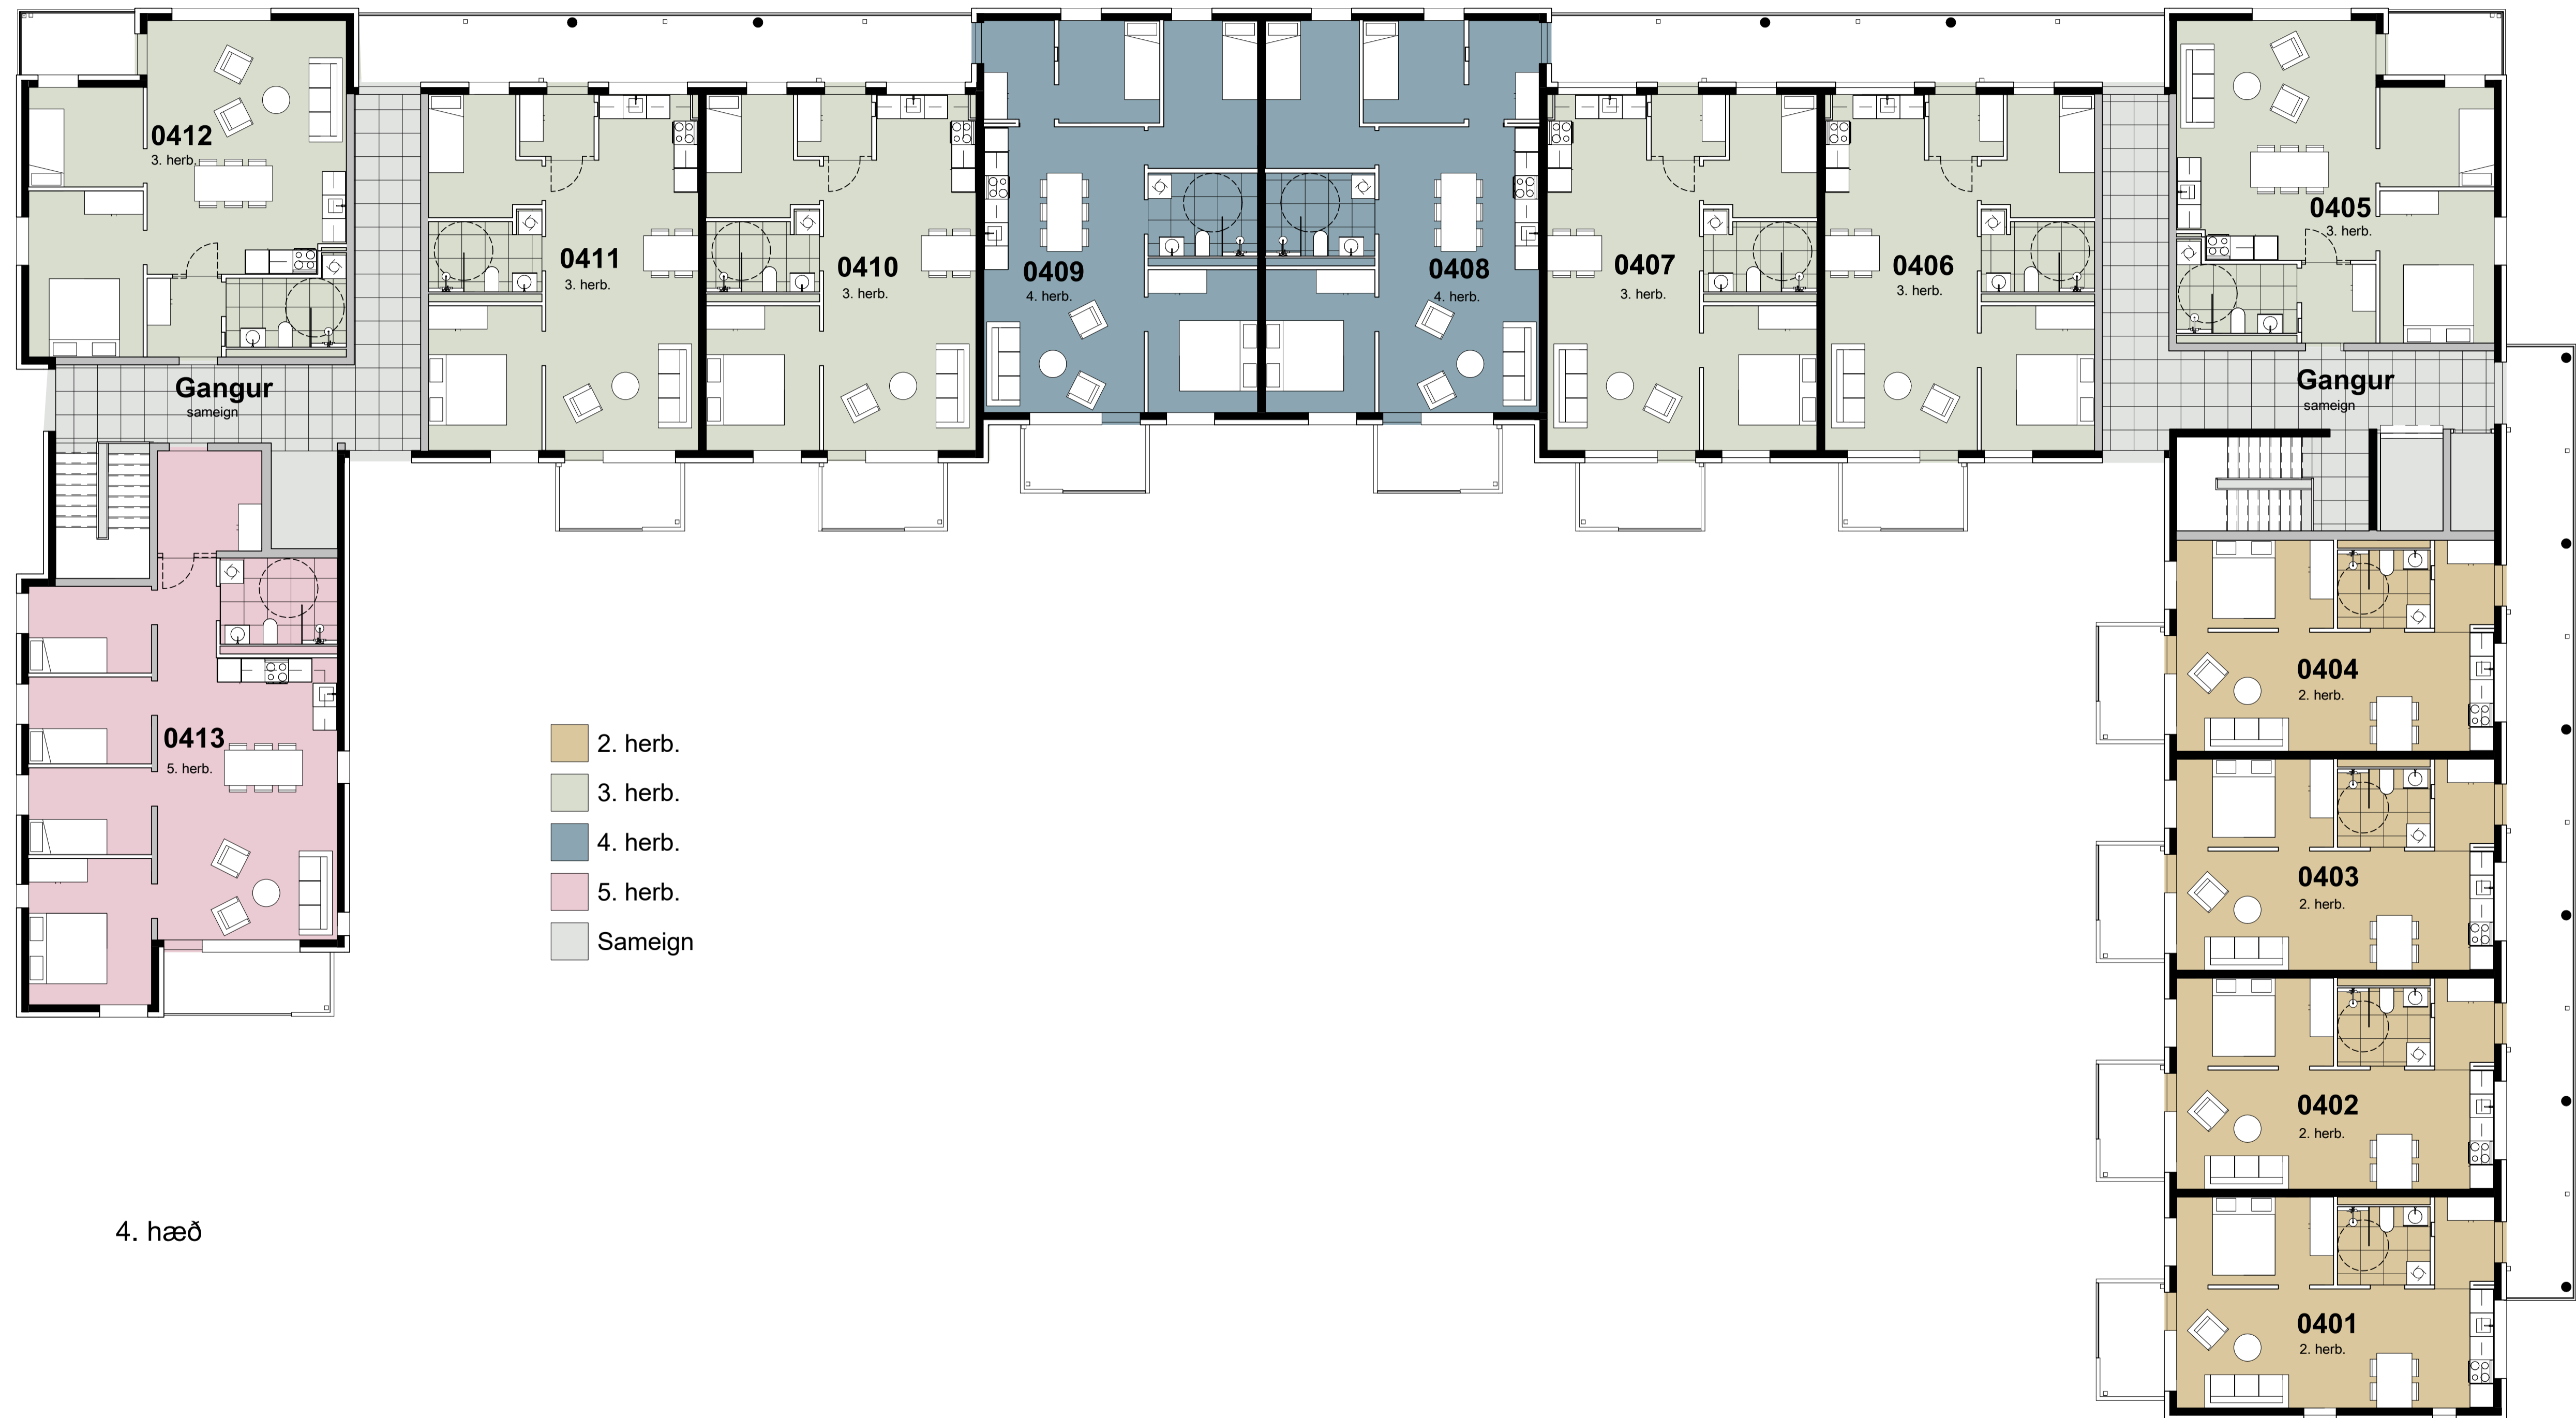 0412
3. herb.
0411
3. herb.
0410
3. herb.
0409
4. herb.
0408
4. herb.
0407
3. herb.
0406
3. herb.
0405
3. herb.
Gangur
sameign
Gangur
sameign
0413
5. herb.
0404
2. herb.
0403
2. herb.
0402
2. herb.
0401
2. herb.
2. herb.
3. herb.
4. herb.
5. herb.
Sameign
4. hæð